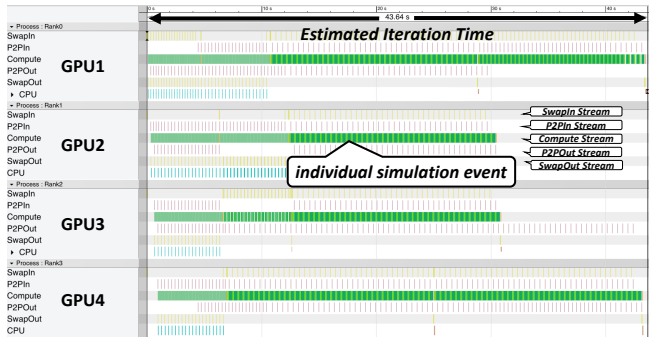 0 s 10 s 20 s 30 s 40 s
43.64 s
Process : Rank0
Estimated Iteration Time
SwapIn
P2PIn
Compute
P2POut
SwapOut
CPU
GPU1
Process : Rank1
SwapIn
P2PIn
Compute
P2POut
SwapOut
CPU
GPU2
SwapIn Stream
P2PIn Stream
Compute Stream
P2POut Stream
SwapOut Stream
individual simulation event
Process : Rank2
SwapIn
P2PIn
Compute
P2POut
SwapOut
CPU
GPU3
Process : Rank3
SwapIn
P2PIn
Compute
P2POut
SwapOut
CPU
GPU4